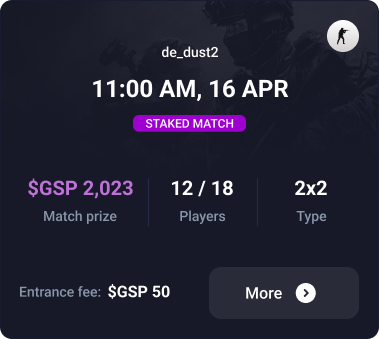 de_dust2
11:00 AM, 16 APR
STAKED MATCH
$GSP 2,023 12 / 18 2x2
Match prize Players Type
Entrance fee: $GSP 50 More